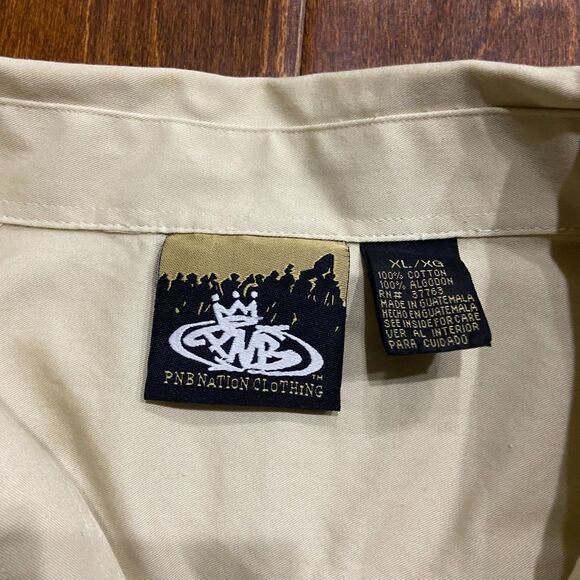 PNB
PNB NATION CLOTHiNG
TM
XL/XG
100% COTTON
100% ALGODON
RN# 37763
MADE IN GUATEMALA
HECHO EN GUATEMALA
SEE INSIDE FOR CARE
VER AL INTERIOR
PARA CUIDADO